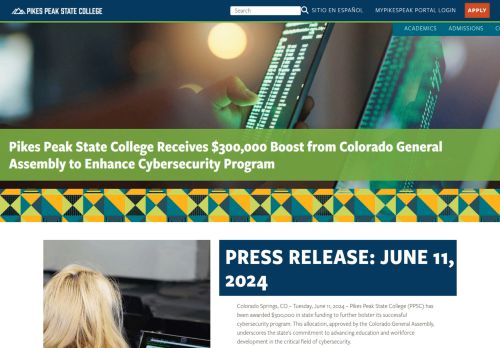 PIKES PEAK STATE COLLEGE
Search
SITIO EN ESPAÑOL
MYPIKESPEAK PORTAL LOGIN
APPLY
ACADEMICS
ADMISSIONS
Pikes Peak State College Receives $300,000 Boost from Colorado General
Assembly to Enhance Cybersecurity Program
PRESS RELEASE: JUNE 11,
2024
Colorado Springs, CO – Tuesday, June 11, 2024 – Pikes Peak State College (PPSC) has
been awarded $300,000 in state funding to further bolster its successful
cybersecurity program. This allocation, approved by the Colorado General Assembly,
underscores the state's commitment to advancing education and workforce
development in the critical field of cybersecurity.